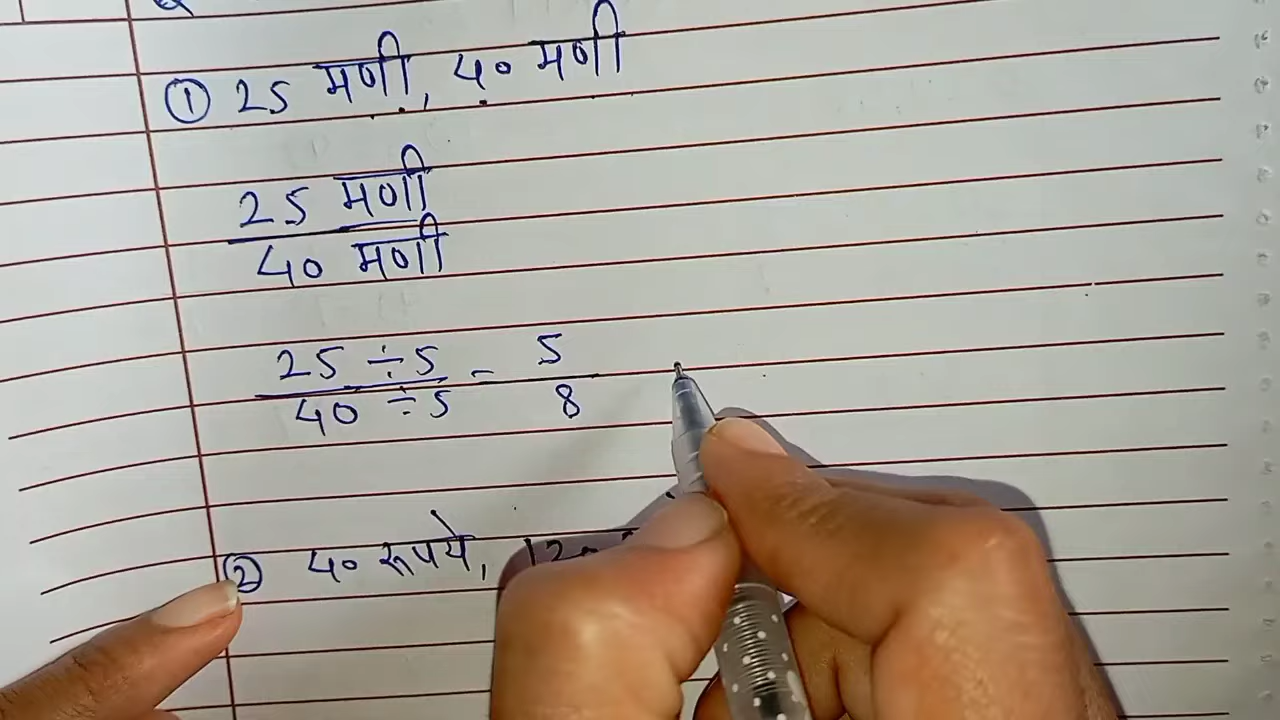 ① 25 मणी, 40 मणी
25 मणी
40 मणी
25 ÷5 = 5
40 ÷5 8
② 40 रूपये,